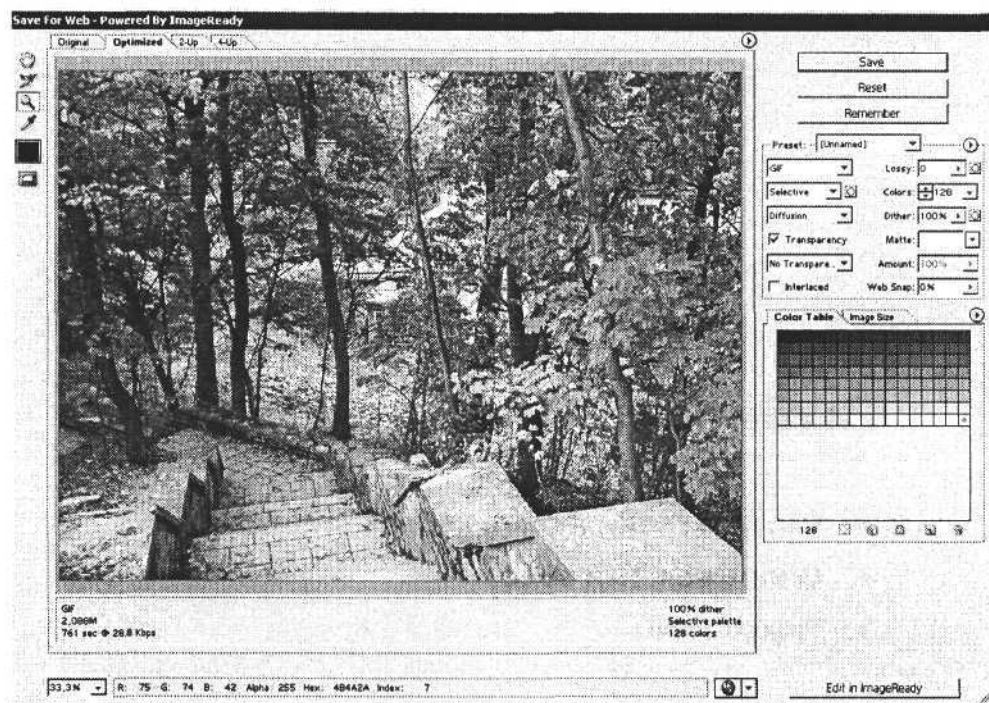 Save For Web - Powered By ImageReady
Original Optimized 2-Up 4-Up
Save
Reset
Remember
Preset: [Unnamed]
GIF Lossy: 0
Selective Colors: 128
Diffusion Dither: 100%
Transparency Matte:
No Transpare... Amount: 100%
Interlaced Web Snap: 0%
Color Table Image Size
128
GIF
2,086M
761 sec @ 28,8 Kbps
100% dither
Selective palette
128 colors
33,3% R: 75 G: 74 B: 42 Alpha: 255 Hex: 4B4A2A Index: 7
Edit in ImageReady